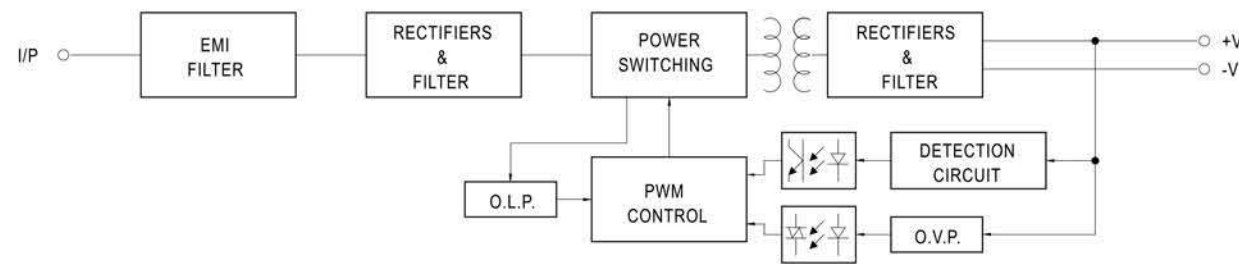 I/P
EMI
FILTER
RECTIFIERS
&
FILTER
POWER
SWITCHING
RECTIFIERS
&
FILTER
+V
-V
DETECTION
CIRCUIT
O.L.P.
PWM
CONTROL
O.V.P.